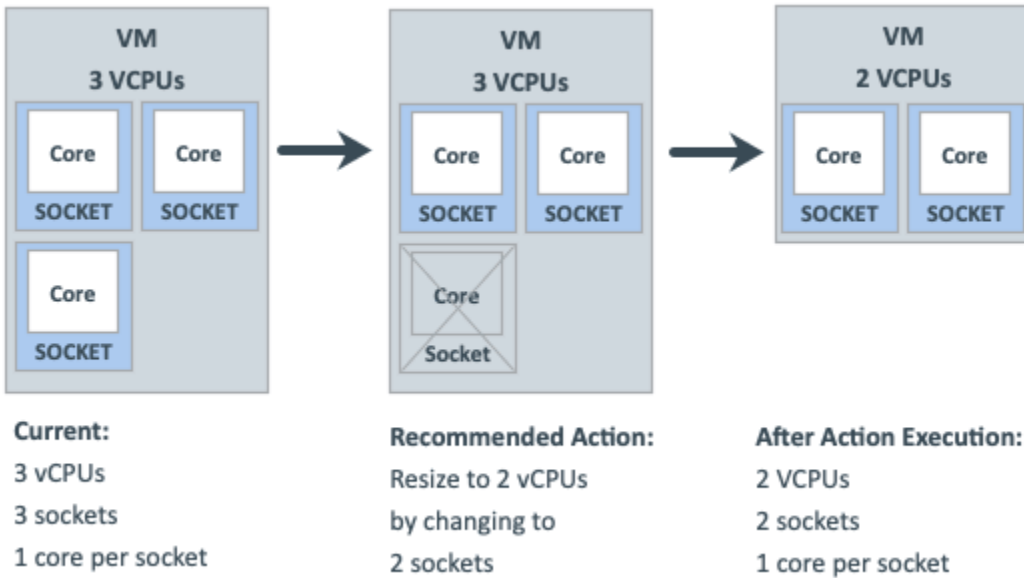 VM
3 VCPUs
Core
Core
SOCKET
SOCKET
Core
SOCKET
Current:
3 vCPUs
3 sockets
1 core per socket
VM
3 VCPUs
Core
Core
SOCKET
SOCKET
Core
Socket
Recommended Action:
Resize to 2 vCPUs
by changing to
2 sockets
VM
2 VCPUs
Core
Core
SOCKET
SOCKET
After Action Execution:
2 VCPUs
2 sockets
1 core per socket